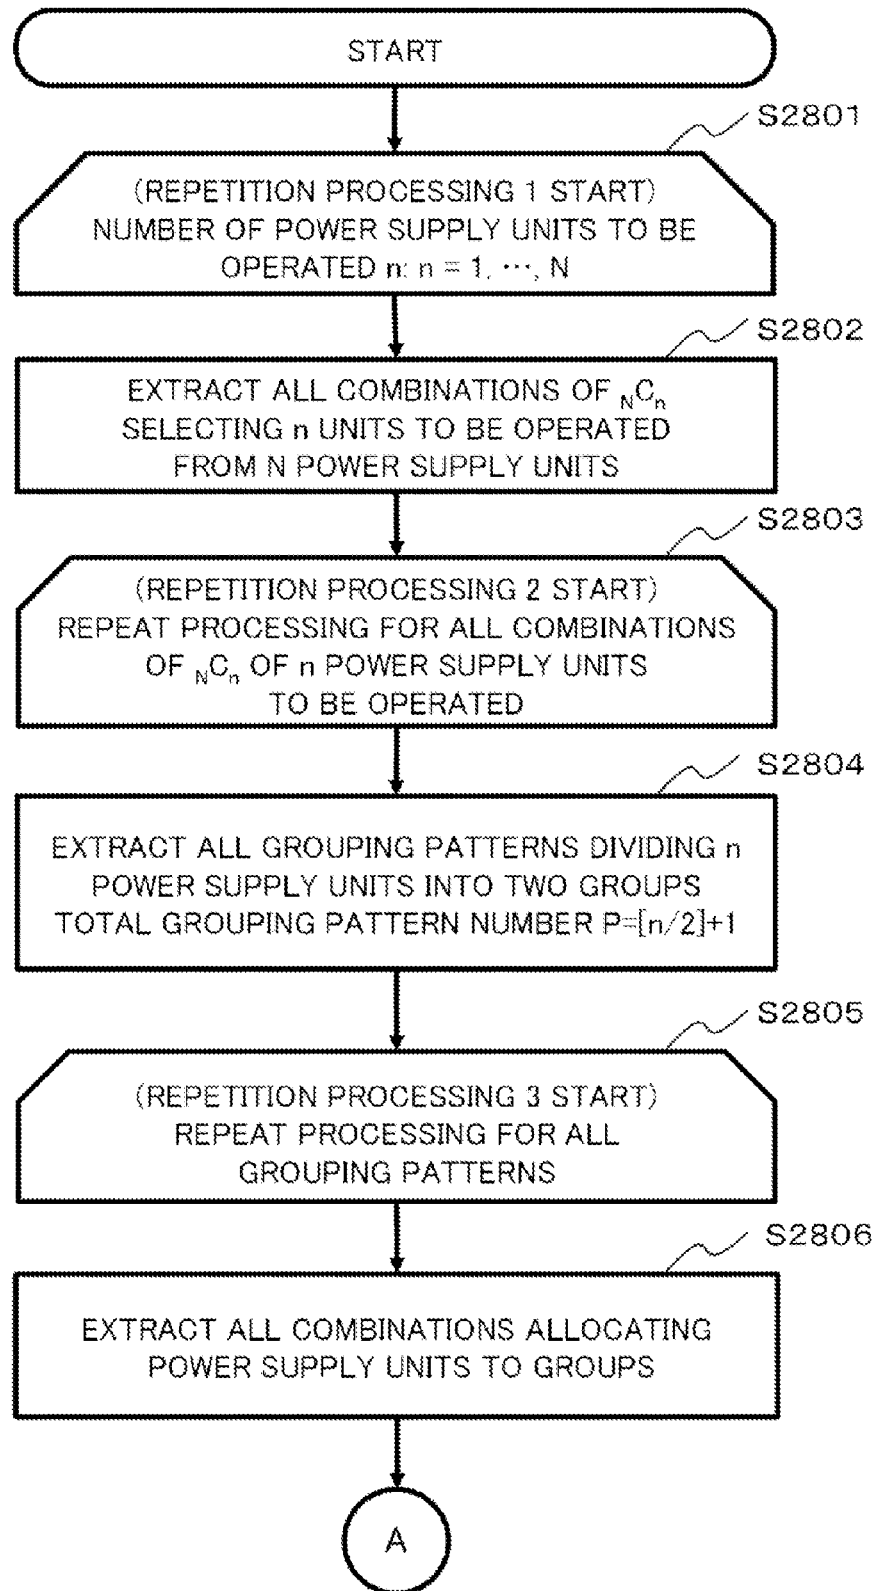 START
S2801
(REPETITION PROCESSING 1 START)
NUMBER OF POWER SUPPLY UNITS TO BE
OPERATED n: n = 1, ⋯, N
S2802
EXTRACT ALL COMBINATIONS OF NCn
SELECTING n UNITS TO BE OPERATED
FROM N POWER SUPPLY UNITS
S2803
(REPETITION PROCESSING 2 START)
REPEAT PROCESSING FOR ALL COMBINATIONS
OF NCn OF n POWER SUPPLY UNITS
TO BE OPERATED
S2804
EXTRACT ALL GROUPING PATTERNS DIVIDING n
POWER SUPPLY UNITS INTO TWO GROUPS
TOTAL GROUPING PATTERN NUMBER P=[n/2]+1
S2805
(REPETITION PROCESSING 3 START)
REPEAT PROCESSING FOR ALL
GROUPING PATTERNS
S2806
EXTRACT ALL COMBINATIONS ALLOCATING
POWER SUPPLY UNITS TO GROUPS
A